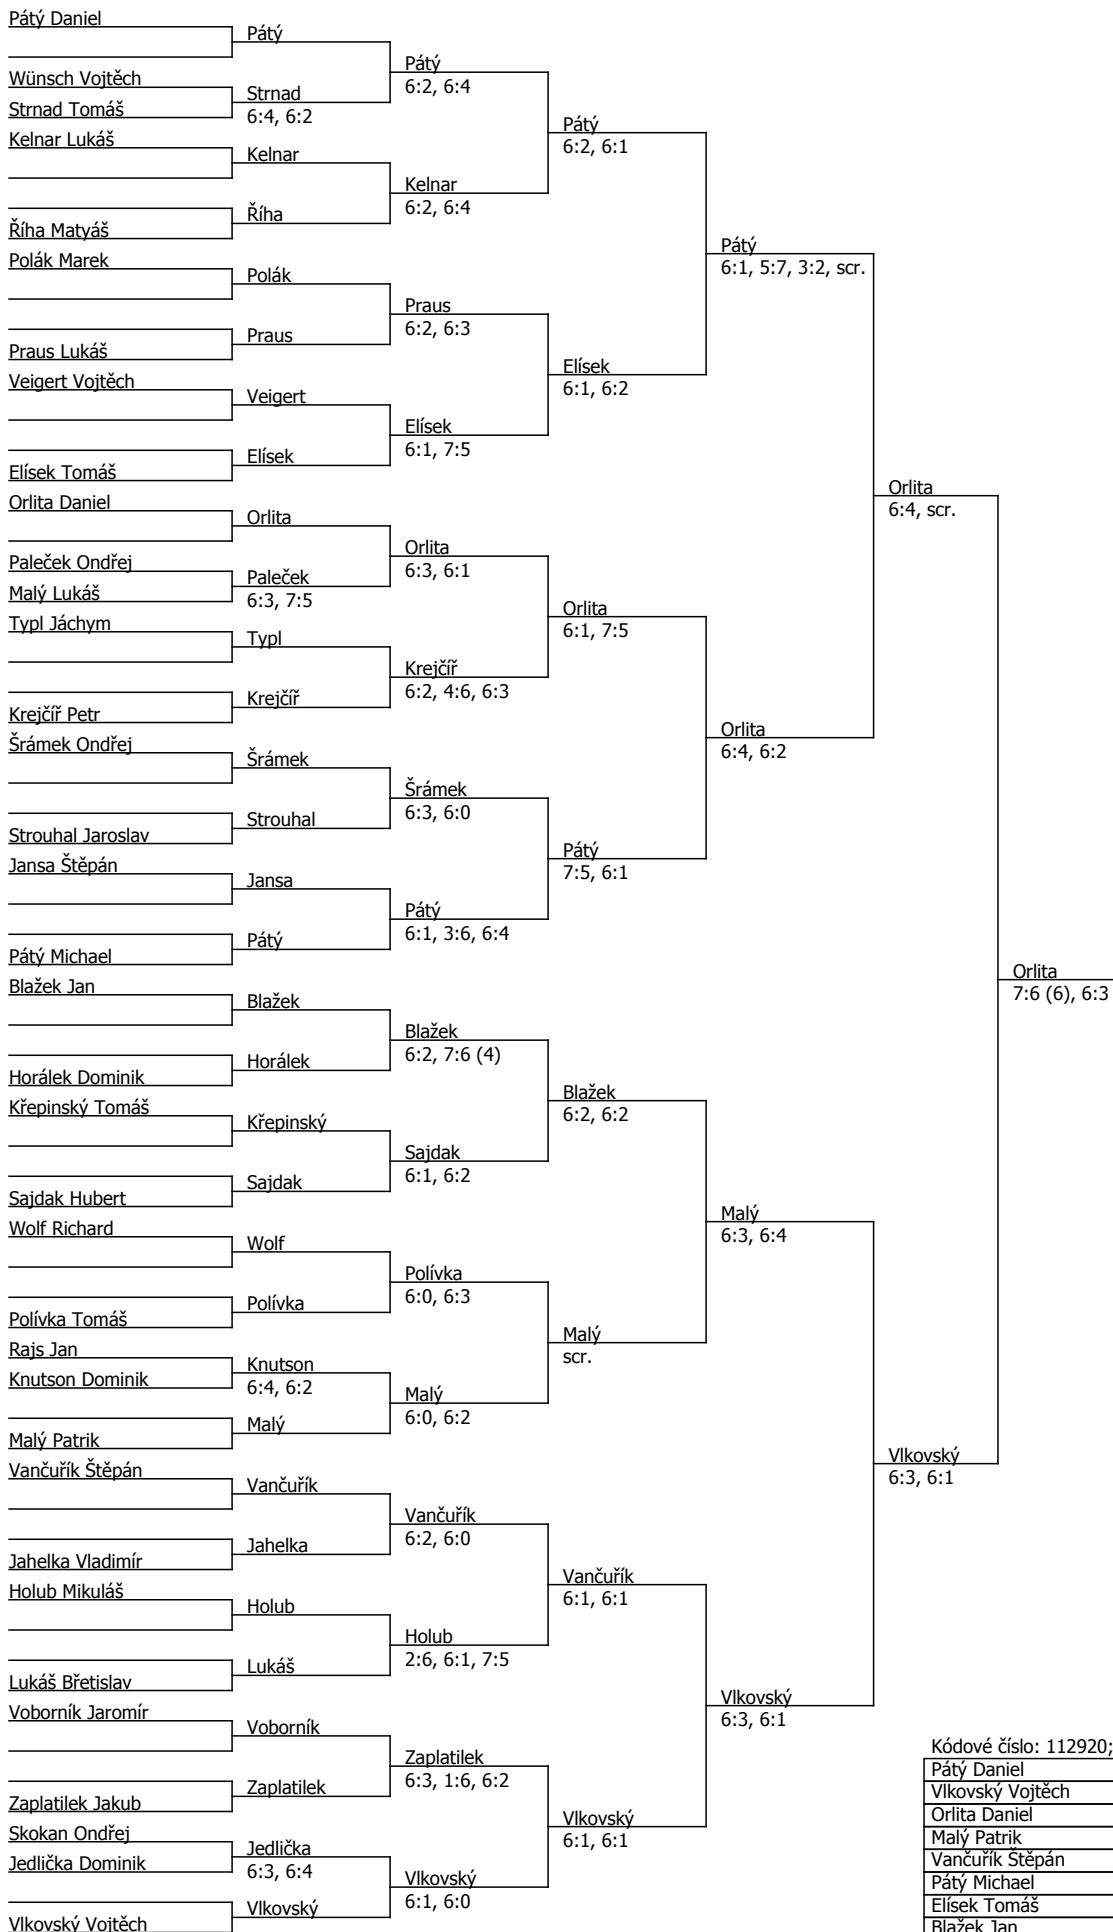 Pátý Daniel
Wünsch Vojtěch
Strnad Tomáš
Kelnar Lukáš
Říha Matyáš
Polák Marek
Praus Lukáš
Veigert Vojtěch
Elísek Tomáš
Orlita Daniel
Paleček Ondřej
Malý Lukáš
Typl Jáchym
Krejčíř Petr
Šrámek Ondřej
Strouhal Jaroslav
Jansa Štěpán
Pátý Michael
Blažek Jan
Horálek Dominik
Křepinský Tomáš
Sajdak Hubert
Wolf Richard
Polívka Tomáš
Rajs Jan
Knutson Dominik
Malý Patrik
Vančuřík Štěpán
Jahelka Vladimír
Holub Mikuláš
Lukáš Břetislav
Voborník Jaromír
Zaplatilek Jakub
Skokan Ondřej
Jedlička Dominik
Vlkovský Vojtěch
Pátý
Strnad
6:4, 6:2
Kelnar
Říha
Polák
Praus
Veigert
Elísek
Orlita
Paleček
6:3, 7:5
Typl
Krejčíř
Šrámek
Strouhal
Jansa
Pátý
Blažek
Horálek
Křepinský
Sajdak
Wolf
Polívka
Knutson
6:4, 6:2
Malý
Vančuřík
Jahelka
Holub
Lukáš
Voborník
Zaplatilek
Jedlička
6:3, 6:4
Vlkovský
Pátý
6:2, 6:4
Kelnar
6:2, 6:4
Praus
6:2, 6:3
Elísek
6:1, 7:5
Orlita
6:3, 6:1
Krejčíř
6:2, 4:6, 6:3
Šrámek
6:3, 6:0
Pátý
6:1, 3:6, 6:4
Blažek
6:2, 7:6 (4)
Sajdak
6:1, 6:2
Polívka
6:0, 6:3
Malý
6:0, 6:2
Vančuřík
6:2, 6:0
Holub
2:6, 6:1, 7:5
Zaplatilek
6:3, 1:6, 6:2
Vlkovský
6:1, 6:0
Pátý
6:2, 6:1
Elísek
6:1, 6:2
Orlita
6:1, 7:5
Pátý
7:5, 6:1
Blažek
6:2, 6:2
Malý
scr.
Vančuřík
6:1, 6:1
Vlkovský
6:1, 6:1
Pátý
6:1, 5:7, 3:2, scr.
Orlita
6:4, 6:2
Malý
6:3, 6:4
Vlkovský
6:3, 6:1
Orlita
6:4, scr.
Vlkovský
6:3, 6:1
Orlita
7:6 (6), 6:3
Kódové číslo: 112920;
Pátý Daniel
Vlkovský Vojtěch
Orlita Daniel
Malý Patrik
Vančuřík Štěpán
Pátý Michael
Elísek Tomáš
Blažek Jan